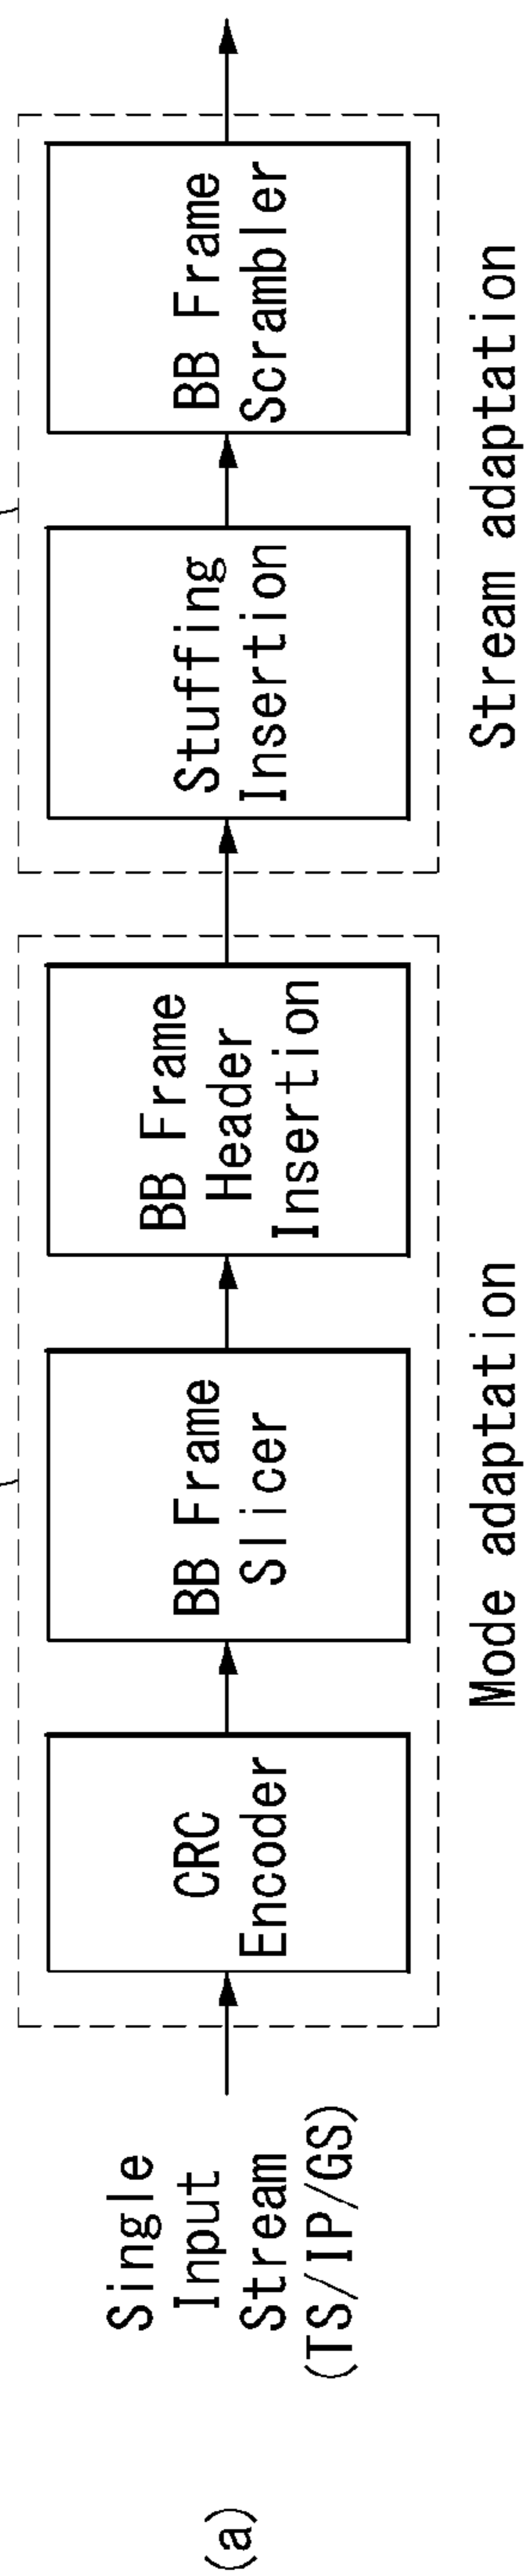 (a)
Single
Input
Stream
(TS/IP/GS)
CRC
Encoder
BB Frame
Slicer
BB Frame
Header
Insertion
Mode adaptation
Stuffing
Insertion
BB Frame
Scrambler
Stream adaptation